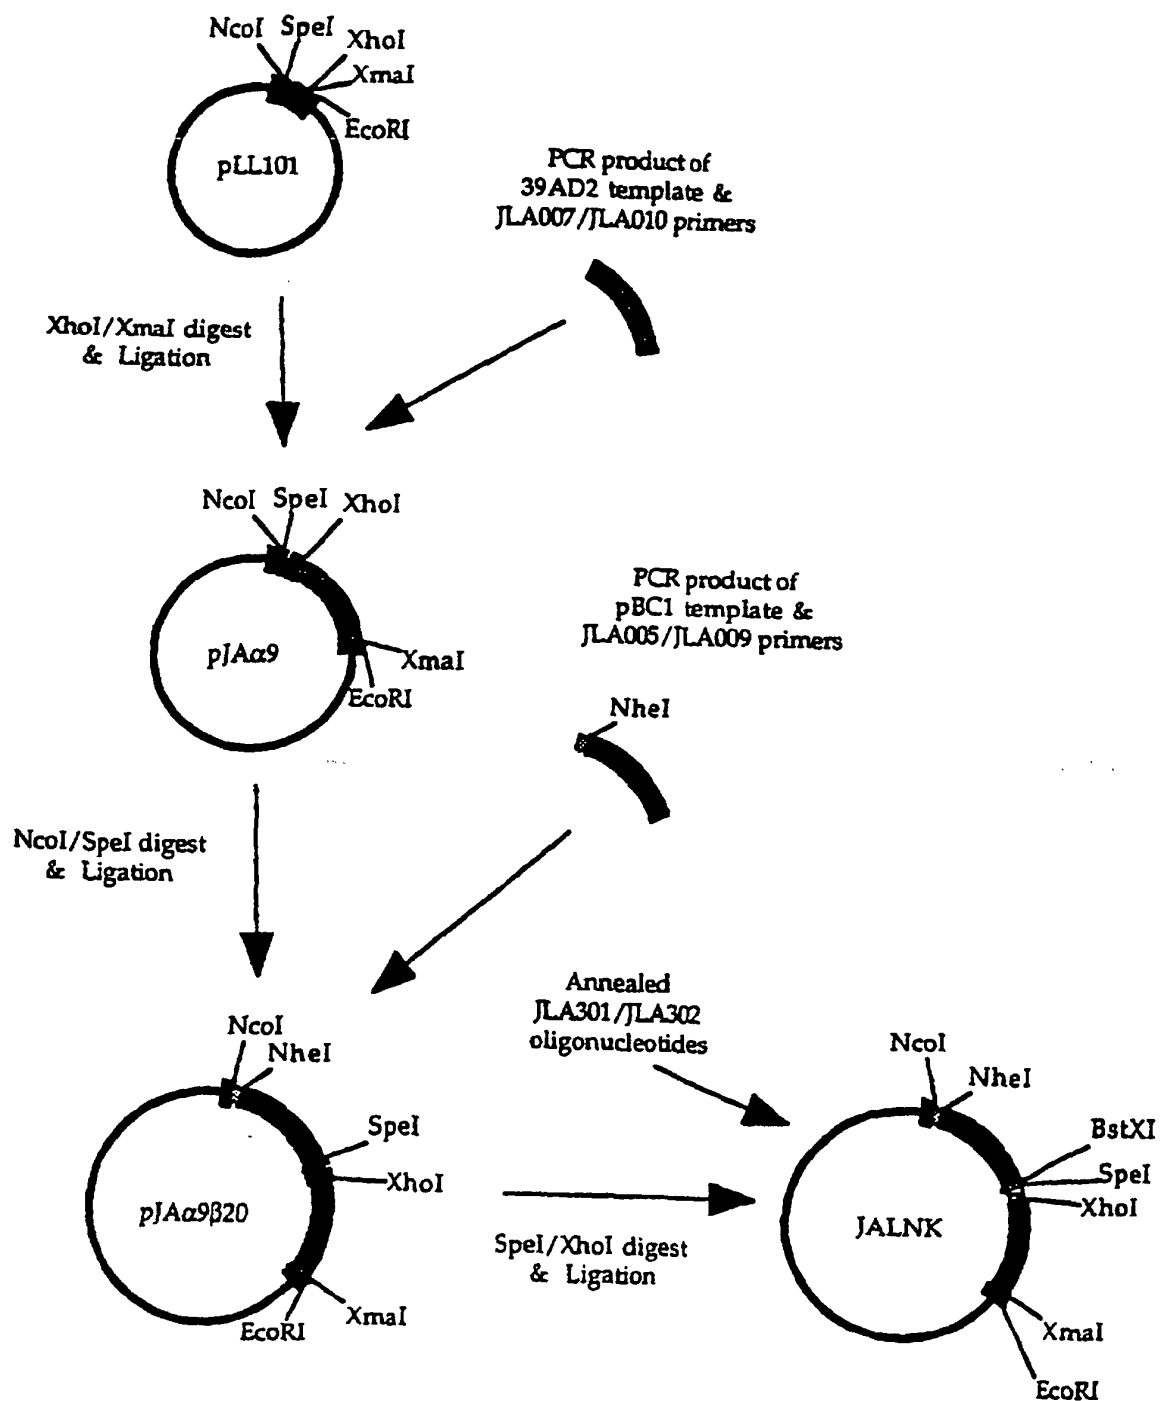 NcoI
SpeI
XhoI
XmaI
EcoRI
pLL101
PCR product of
39AD2 template &
JLA007/JLA010 primers
XhoI/XmaI digest
& Ligation
NcoI
SpeI
XhoI
pJAα9
XmaI
EcoRI
PCR product of
pBC1 template &
JLA005/JLA009 primers
NheI
NcoI/SpeI digest
& Ligation
Annealed
JLA301/JLA302
oligonucleotides
NcoI
NheI
SpeI
XhoI
pJAα9β20
XmaI
EcoRI
SpeI/XhoI digest
& Ligation
NcoI
NheI
BstXI
SpeI
XhoI
JALNK
XmaI
EcoRI